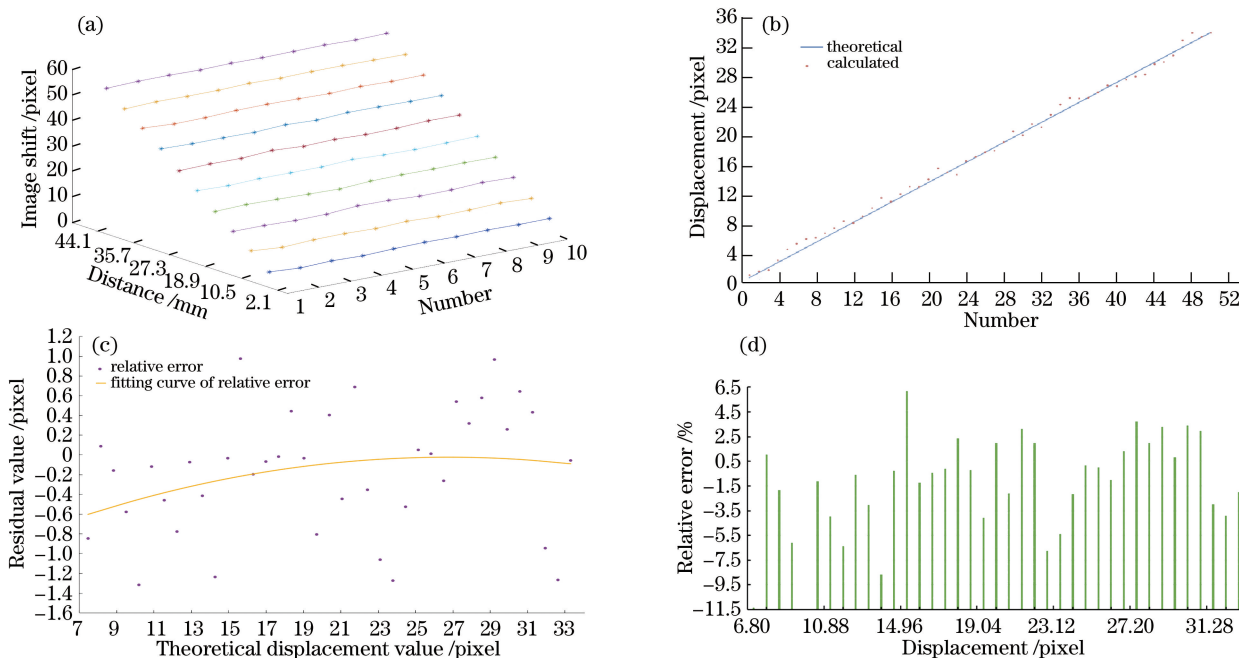 (a)
60
50
40
30
20
10
0
Image shift /pixel
44.1
35.7
27.3
18.9
10.5
2.1
Distance /mm
1
2
3
4
5
6
7
8
9
10
Number
(b)
36
32
28
24
20
16
12
8
4
0
Displacement /pixel
theoretical
calculated
0 4 8 12 16 20 24 28 32 36 40 44 48 52
Number
(c)
1.2
1.0
0.8
0.6
0.4
0.2
0
−0.2
−0.4
−0.6
−0.8
−1.0
−1.2
−1.4
−1.6
Residual value /pixel
relative error
fitting curve of relative error
7 9 11 13 15 17 19 21 23 25 27 29 31 33
Theoretical displacement value /pixel
(d)
6.5
4.5
2.5
0.5
−1.5
−3.5
−5.5
−7.5
−9.5
−11.5
Relative error /%
6.80 10.88 14.96 19.04 23.12 27.20 31.28
Displacement /pixel